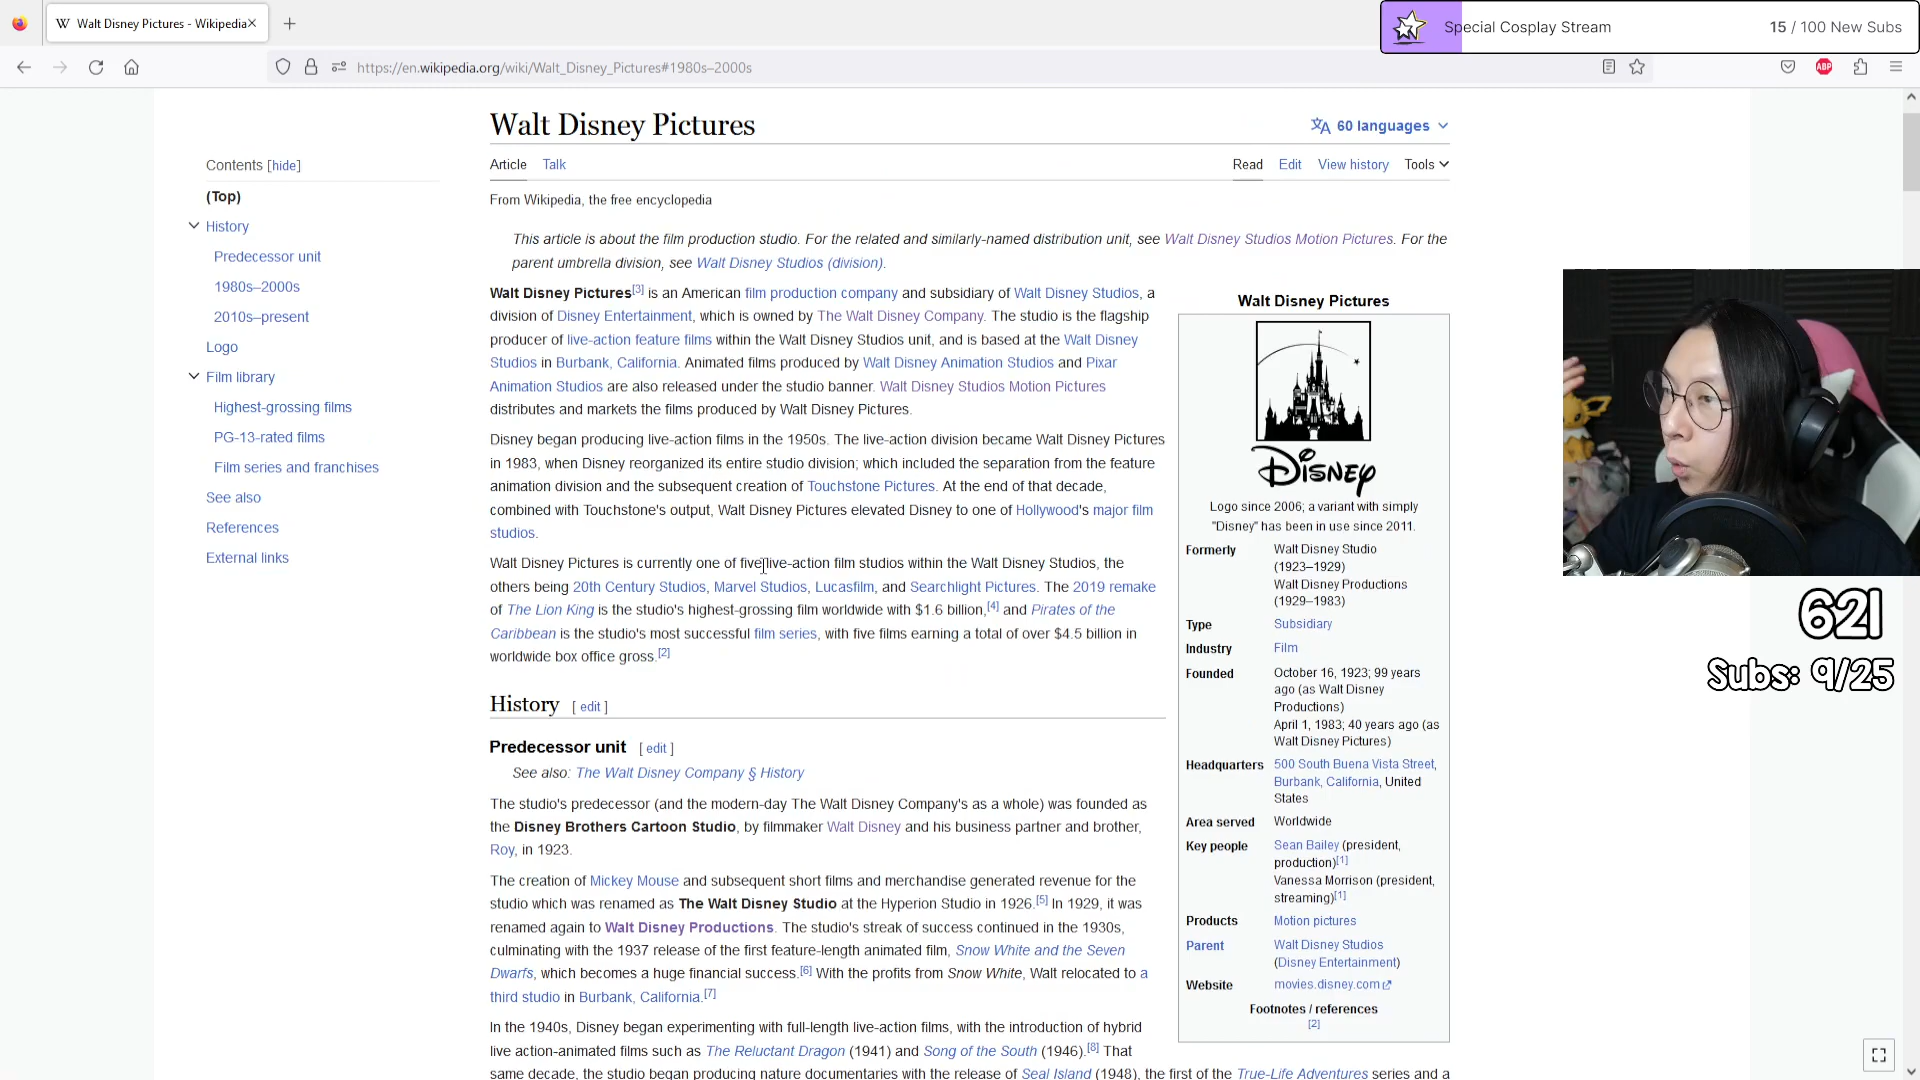 Walt Disney Pictures - Wikipedia
Special Cosplay Stream
15 / 100 New Subs
https://en.wikipedia.org/wiki/Walt_Disney_Pictures#1980s–2000s
ABP
Walt Disney Pictures
60 languages
Article Talk
Read Edit View history Tools
From Wikipedia, the free encyclopedia
Contents [hide]
(Top)
History
Predecessor unit
1980s–2000s
2010s–present
Logo
Film library
Highest-grossing films
PG-13-rated films
Film series and franchises
See also
References
External links
This article is about the film production studio. For the related and similarly-named distribution unit, see Walt Disney Studios Motion Pictures. For the
parent umbrella division, see Walt Disney Studios (division).
Walt Disney Pictures[3] is an American film production company and subsidiary of Walt Disney Studios, a
division of Disney Entertainment, which is owned by The Walt Disney Company. The studio is the flagship
producer of live-action feature films within the Walt Disney Studios unit, and is based at the Walt Disney
Studios in Burbank, California. Animated films produced by Walt Disney Animation Studios and Pixar
Animation Studios are also released under the studio banner. Walt Disney Studios Motion Pictures
distributes and markets the films produced by Walt Disney Pictures.
Disney began producing live-action films in the 1950s. The live-action division became Walt Disney Pictures
in 1983, when Disney reorganized its entire studio division; which included the separation from the feature
animation division and the subsequent creation of Touchstone Pictures. At the end of that decade,
combined with Touchstone's output, Walt Disney Pictures elevated Disney to one of Hollywood's major film
studios.
Walt Disney Pictures is currently one of five live-action film studios within the Walt Disney Studios, the
others being 20th Century Studios, Marvel Studios, Lucasfilm, and Searchlight Pictures. The 2019 remake
of The Lion King is the studio's highest-grossing film worldwide with $1.6 billion,[4] and Pirates of the
Caribbean is the studio's most successful film series, with five films earning a total of over $4.5 billion in
worldwide box office gross.[2]
History [ edit ]
Predecessor unit [ edit ]
See also: The Walt Disney Company § History
The studio's predecessor (and the modern-day The Walt Disney Company's as a whole) was founded as
the Disney Brothers Cartoon Studio, by filmmaker Walt Disney and his business partner and brother,
Roy, in 1923.
The creation of Mickey Mouse and subsequent short films and merchandise generated revenue for the
studio which was renamed as The Walt Disney Studio at the Hyperion Studio in 1926.[5] In 1929, it was
renamed again to Walt Disney Productions. The studio's streak of success continued in the 1930s,
culminating with the 1937 release of the first feature-length animated film, Snow White and the Seven
Dwarfs, which becomes a huge financial success.[6] With the profits from Snow White, Walt relocated to a
third studio in Burbank, California.[7]
In the 1940s, Disney began experimenting with full-length live-action films, with the introduction of hybrid
live action-animated films such as The Reluctant Dragon (1941) and Song of the South (1946).[8] That
same decade, the studio began producing nature documentaries with the release of Seal Island (1948), the first of the True-Life Adventures series and a
Walt Disney Pictures
Disney
Logo since 2006; a variant with simply
"Disney" has been in use since 2011.
Formerly Walt Disney Studio
(1923–1929)
Walt Disney Productions
(1929–1983)
Type Subsidiary
Industry Film
Founded October 16, 1923; 99 years
ago (as Walt Disney
Productions)
April 1, 1983; 40 years ago (as
Walt Disney Pictures)
Headquarters 500 South Buena Vista Street,
Burbank, California, United
States
Area served Worldwide
Key people Sean Bailey (president,
production)[1]
Vanessa Morrison (president,
streaming)[1]
Products Motion pictures
Parent Walt Disney Studios
(Disney Entertainment)
Website movies.disney.com
Footnotes / references
[2]
621
Subs: 9/25